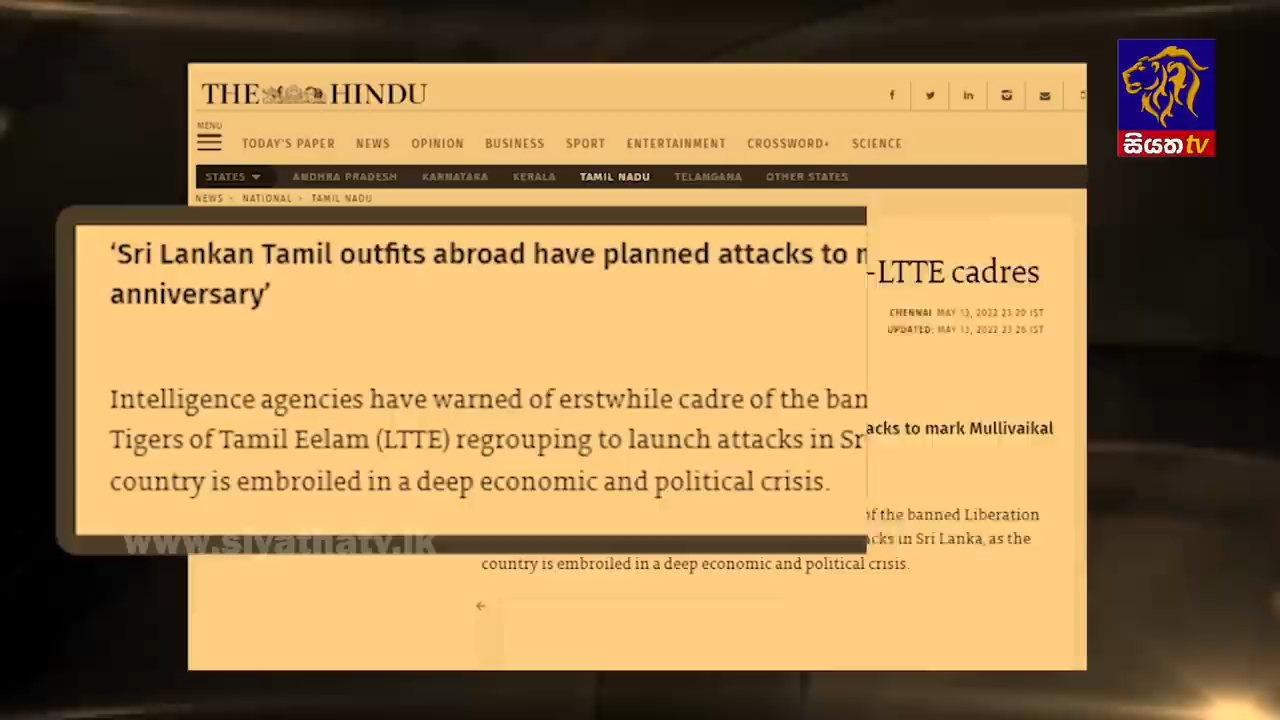 THE HINDU
සියත tv
MENU
TODAY'S PAPER NEWS OPINION BUSINESS SPORT ENTERTAINMENT CROSSWORD+ SCIENCE
STATES ANDHRA PRADESH KARNATAKA KERALA TAMIL NADU TELANGANA OTHER STATES
NEWS > NATIONAL > TAMIL NADU
‘Sri Lankan Tamil outfits abroad have planned attacks to
anniversary’
Intelligence agencies have warned of erstwhile cadre of the ban
Tigers of Tamil Eelam (LTTE) regrouping to launch attacks in Sr
country is embroiled in a deep economic and political crisis.
-LTTE cadres
CHENNAI MAY 13, 2022 23:20 IST
UPDATED: MAY 13, 2022 23:26 IST
acks to mark Mullivaikal
of the banned Liberation
acks in Sri Lanka, as the
country is embroiled in a deep economic and political crisis.
www.siyathatv.lk